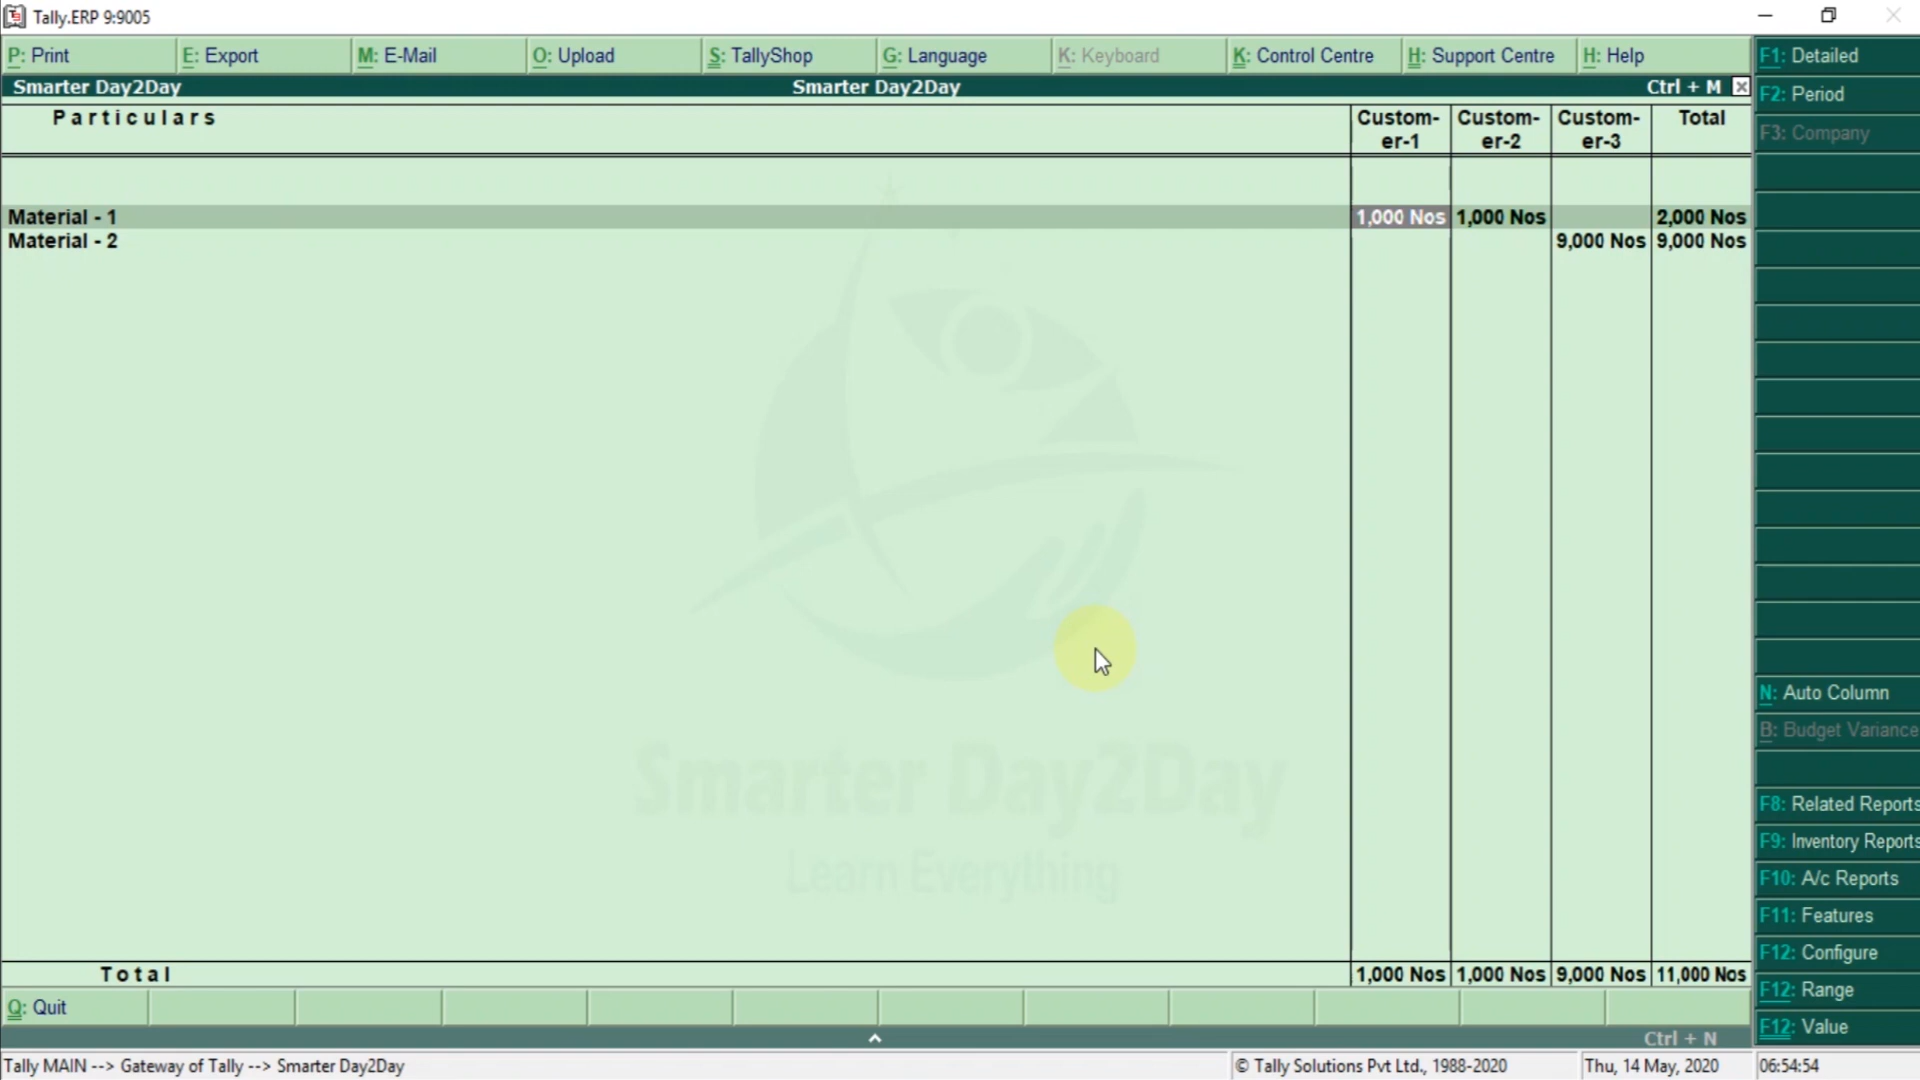 Tally.ERP 9:9005
P: Print E: Export M: E-Mail O: Upload S: TallyShop G: Language K: Keyboard K: Control Centre H: Support Centre H: Help
Smarter Day2Day Smarter Day2Day Ctrl + M
Particulars Custom- Custom- Custom- Total
er-1 er-2 er-3
Material - 1 1,000 Nos 1,000 Nos 2,000 Nos
Material - 2 9,000 Nos 9,000 Nos
Smarter Day2Day
Learn Everything
Total 1,000 Nos 1,000 Nos 9,000 Nos 11,000 Nos
Q: Quit
Ctrl + N
F1: Detailed
F2: Period
F3: Company
N: Auto Column
B: Budget Variance
F8: Related Reports
F9: Inventory Reports
F10: A/c Reports
F11: Features
F12: Configure
F12: Range
F12: Value
Tally MAIN --> Gateway of Tally --> Smarter Day2Day © Tally Solutions Pvt Ltd., 1988-2020 Thu, 14 May, 2020 06:54:54